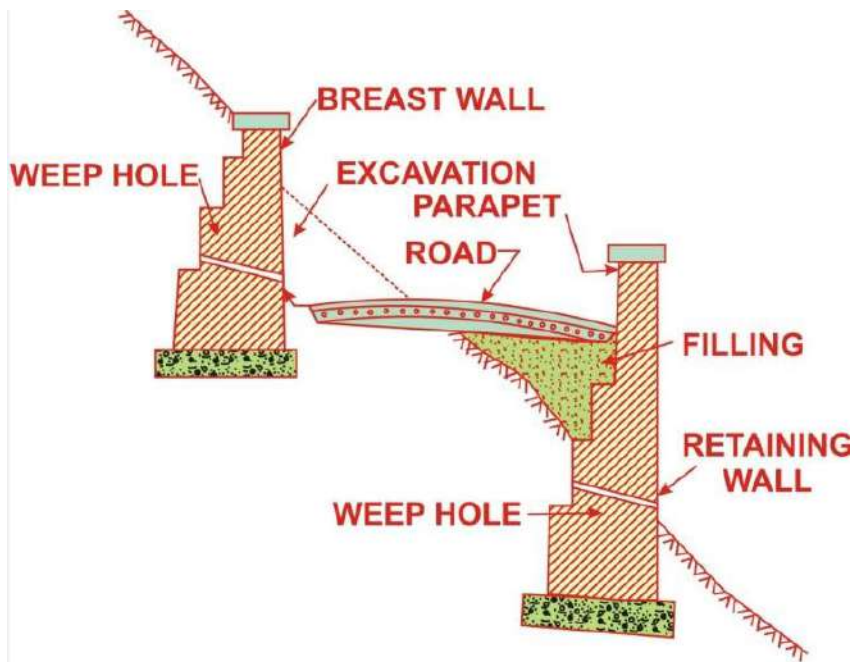 BREAST WALL
WEEP HOLE
EXCAVATION
PARAPET
ROAD
FILLING
RETAINING
WALL
WEEP HOLE